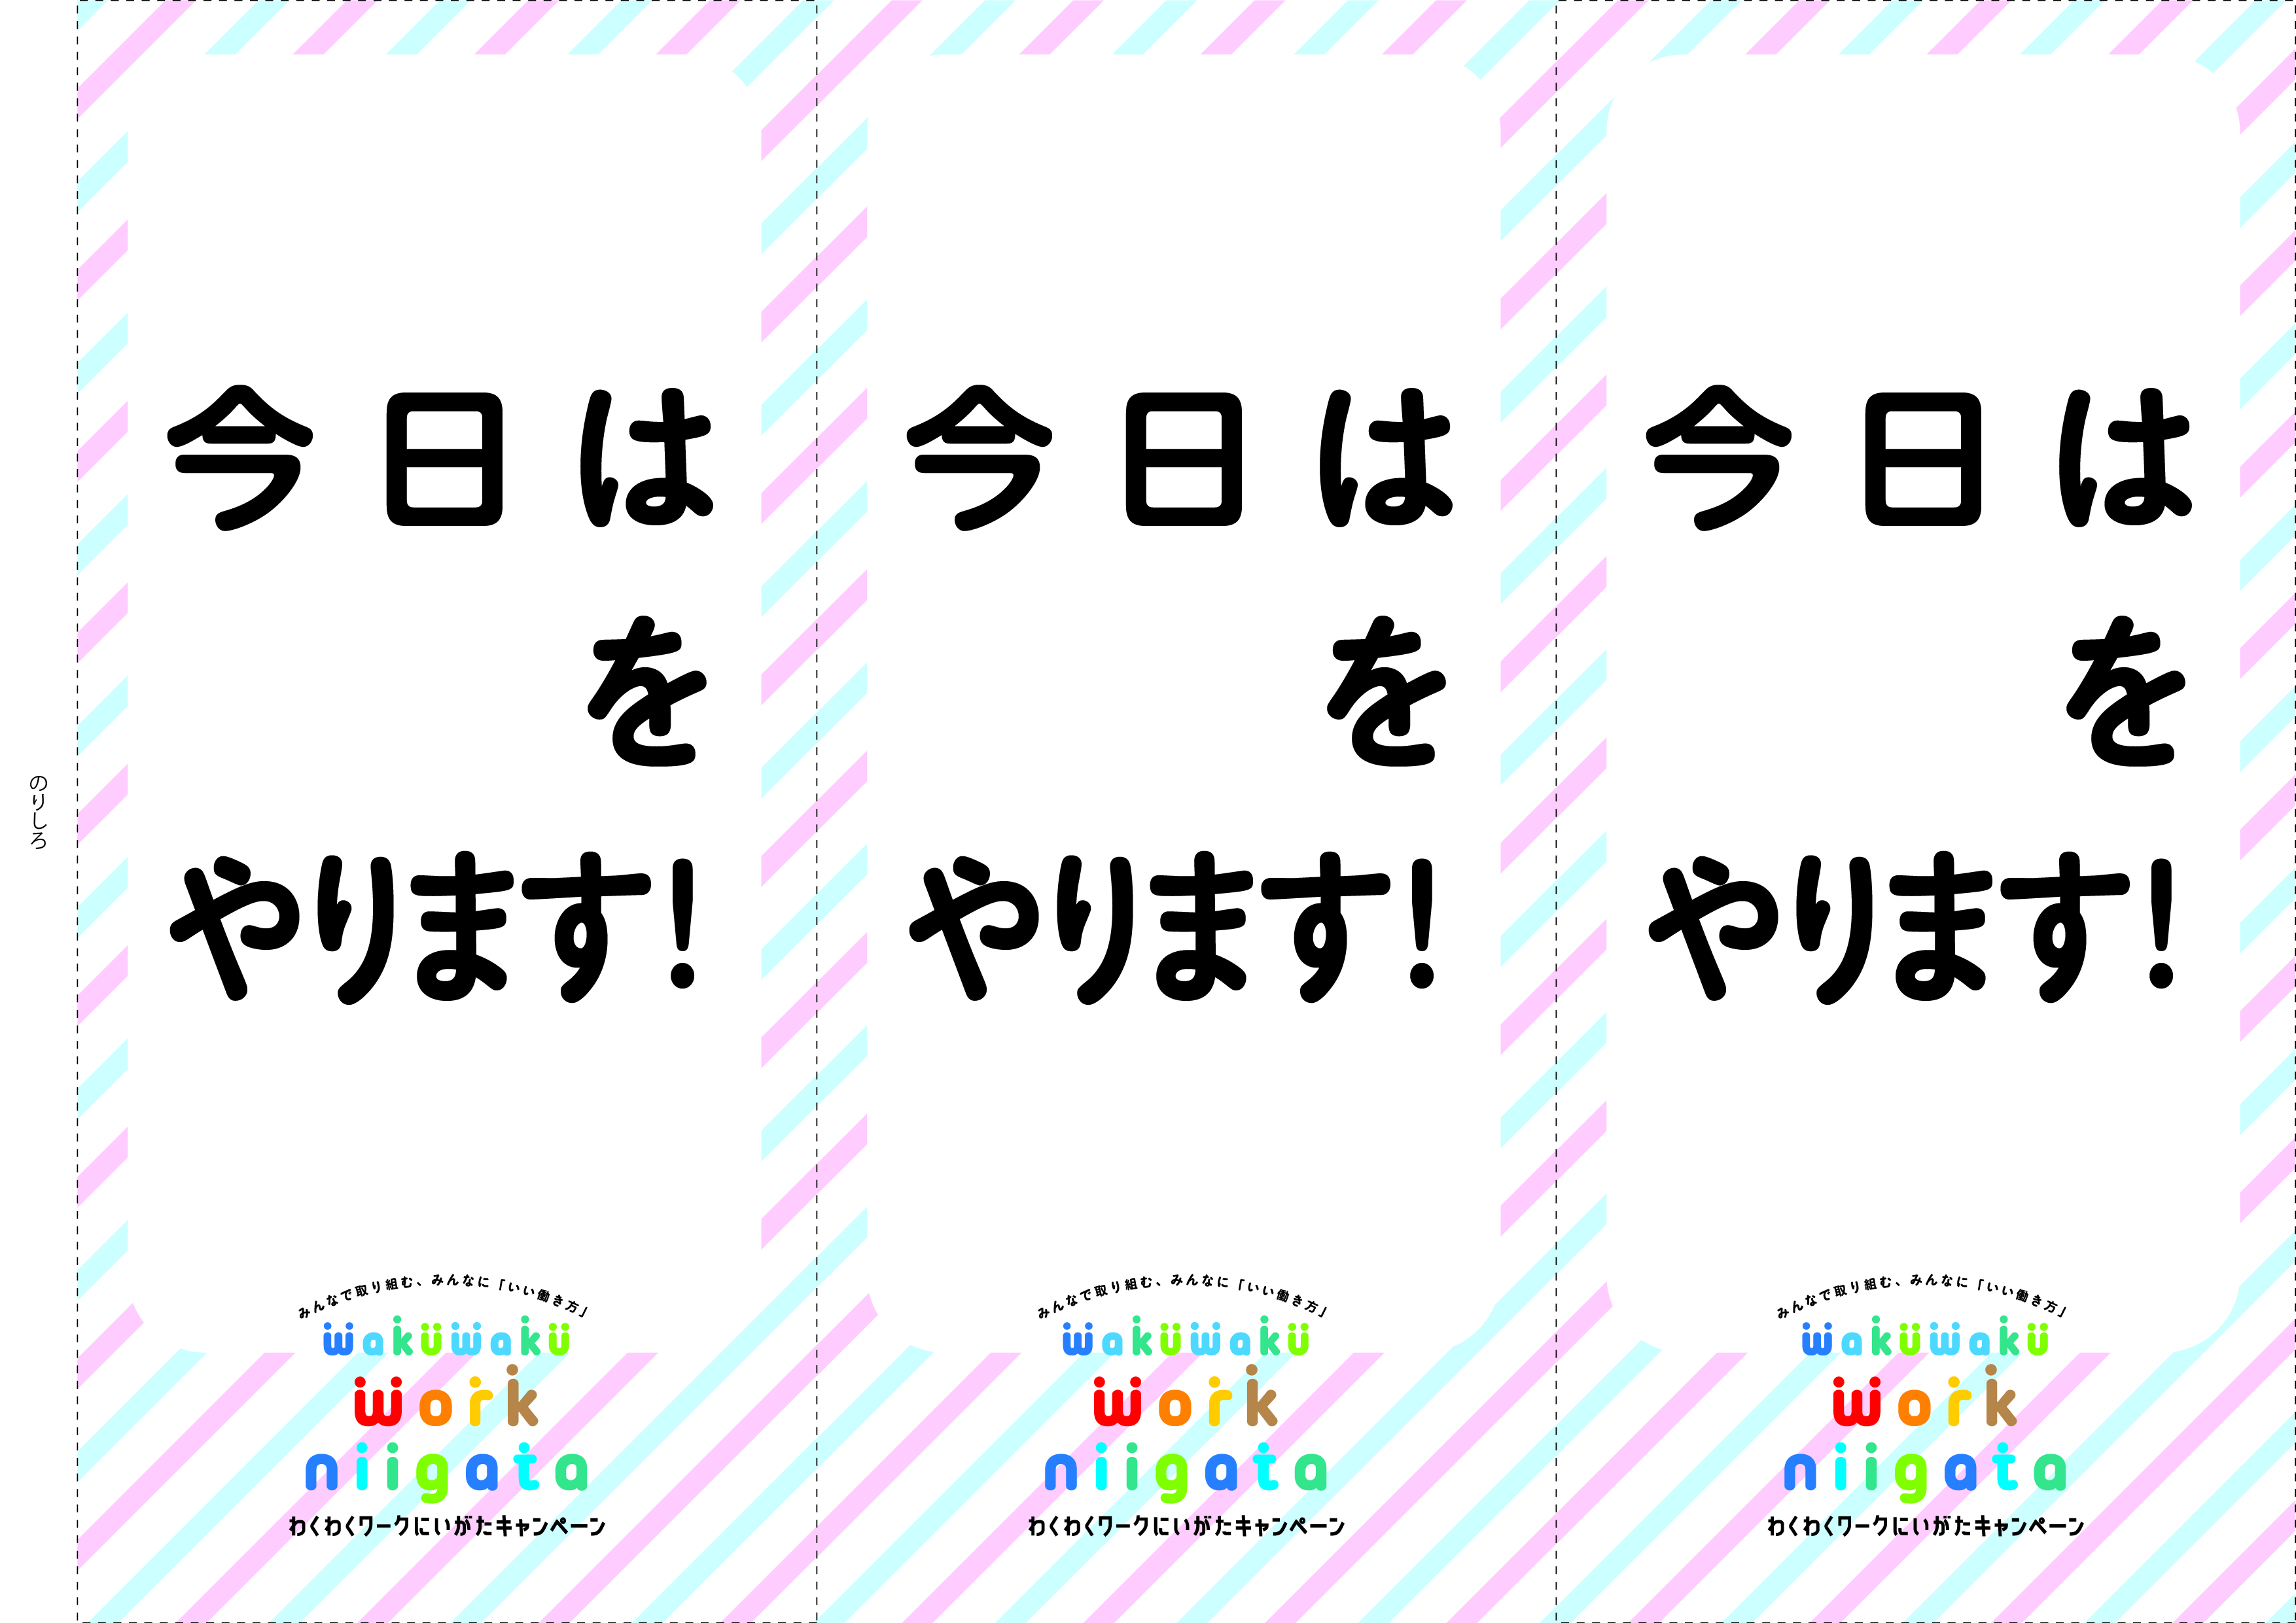 のりしろ
今日は
を
やります!
みんなで取り組む、みんなに「いい働き方」
wakuwaku
work
niigata
わくわくワークにいがたキャンペーン
今日は
を
やります!
みんなで取り組む、みんなに「いい働き方」
wakuwaku
work
niigata
わくわくワークにいがたキャンペーン
今日は
を
やります!
みんなで取り組む、みんなに「いい働き方」
wakuwaku
work
niigata
わくわくワークにいがたキャンペーン